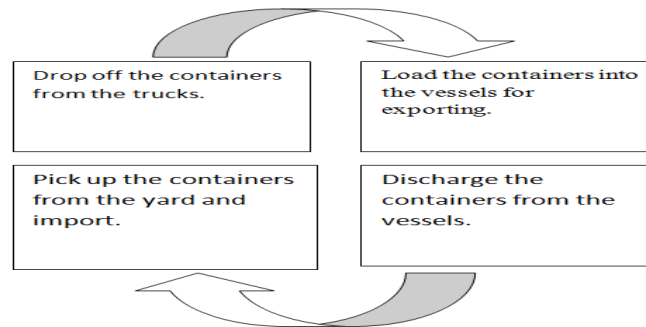 Drop off the containers
from the trucks.
Load the containers into
the vessels for
exporting.
Pick up the containers
from the yard and
import.
Discharge the
containers from the
vessels.